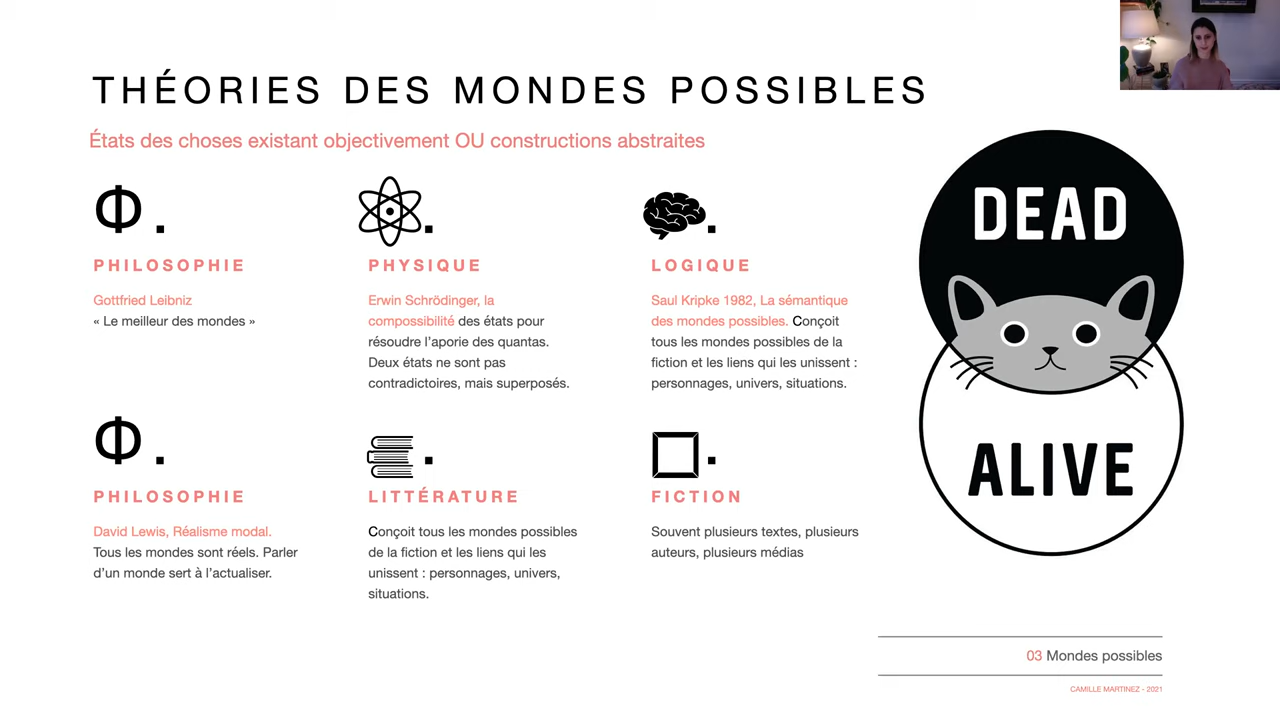 THÉORIES DES MONDES POSSIBLES
États des choses existant objectivement OU constructions abstraites
Φ.
PHILOSOPHIE
Gottfried Leibniz
« Le meilleur des mondes »
PHYSIQUE
Erwin Schrödinger, la
compossibilité des états pour
résoudre l'aporie des quantas.
Deux états ne sont pas
contradictoires, mais superposés.
LOGIQUE
Saul Kripke 1982, La sémantique
des mondes possibles. Conçoit
tous les mondes possibles de la
fiction et les liens qui les unissent :
personnages, univers, situations.
Φ.
PHILOSOPHIE
David Lewis, Réalisme modal.
Tous les mondes sont réels. Parler
d'un monde sert à l'actualiser.
LITTÉRATURE
Conçoit tous les mondes possibles
de la fiction et les liens qui les
unissent : personnages, univers,
situations.
FICTION
Souvent plusieurs textes, plusieurs
auteurs, plusieurs médias
DEAD
ALIVE
03 Mondes possibles
CAMILLE MARTINEZ - 2021